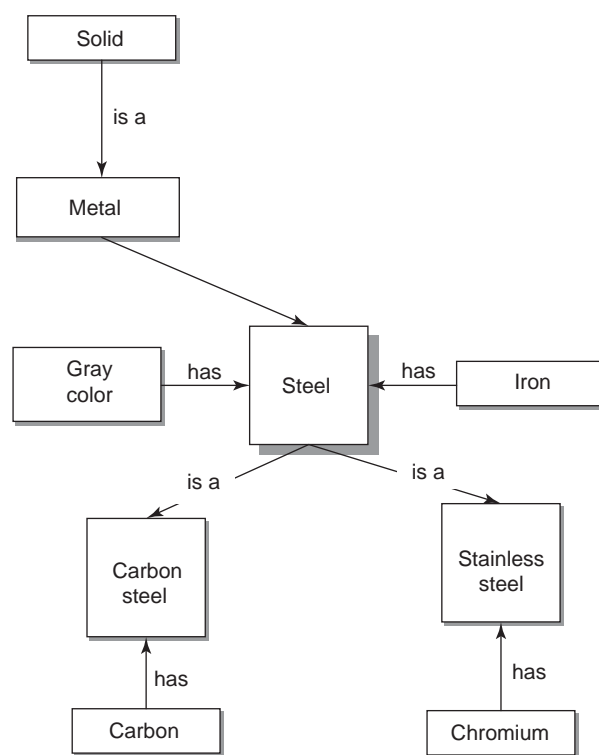 Solid
is a
Metal
Gray
color
has
Steel
has
Iron
is a
is a
Carbon
steel
Stainless
steel
has
has
Carbon
Chromium